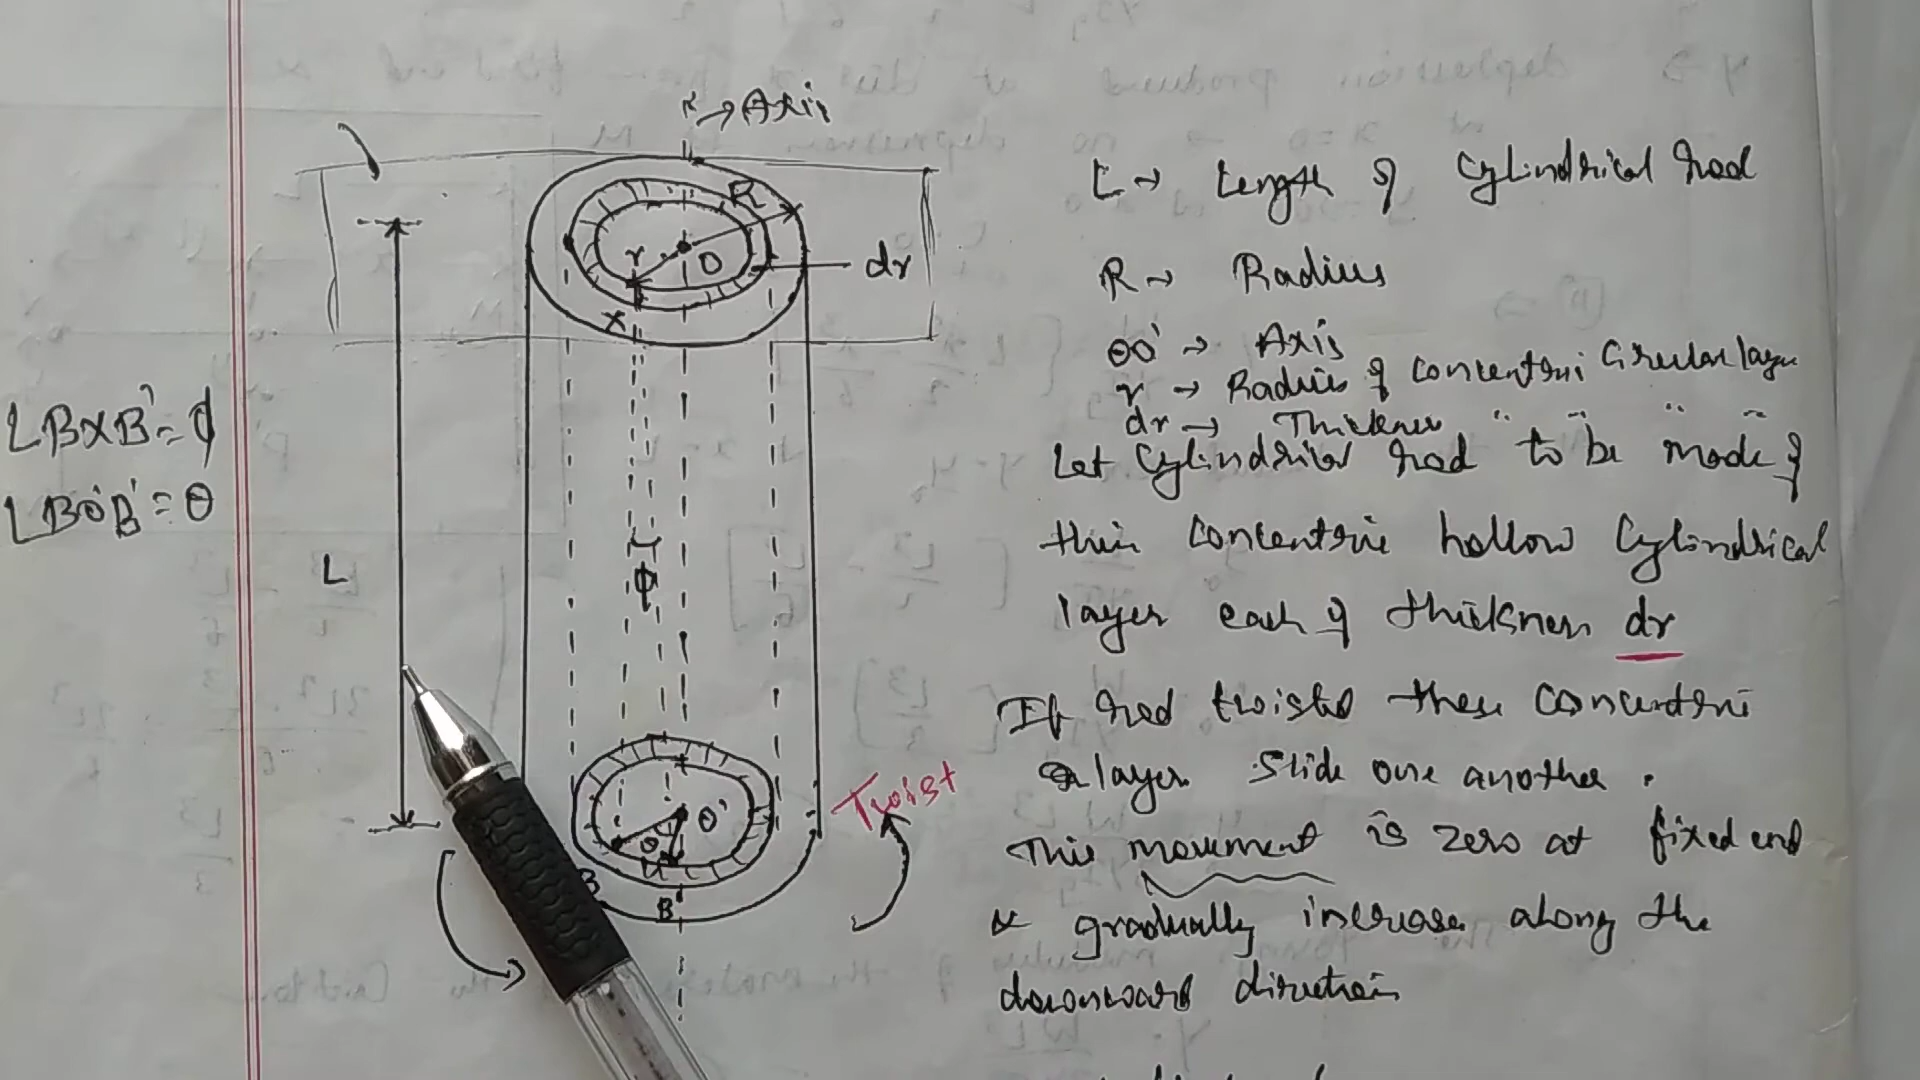 → Axis
R
r
O
dr
X
∠BXB' = ϕ
∠BO'B' = θ
L
ϕ
O'
θ
B
B'
Twist
L → Length of Cylindrical rod
R → Radius
OO' → Axis
r → Radius of concentric Circular layer
dr → Thickness " " " "
Let Cylindrical rod to be made of
thin concentric hollow Cylindrical
layer each of thickness dr
If rod twisted these concentric
layer slide one another.
This movement is zero at fixed end
& gradually increase along the
downward direction